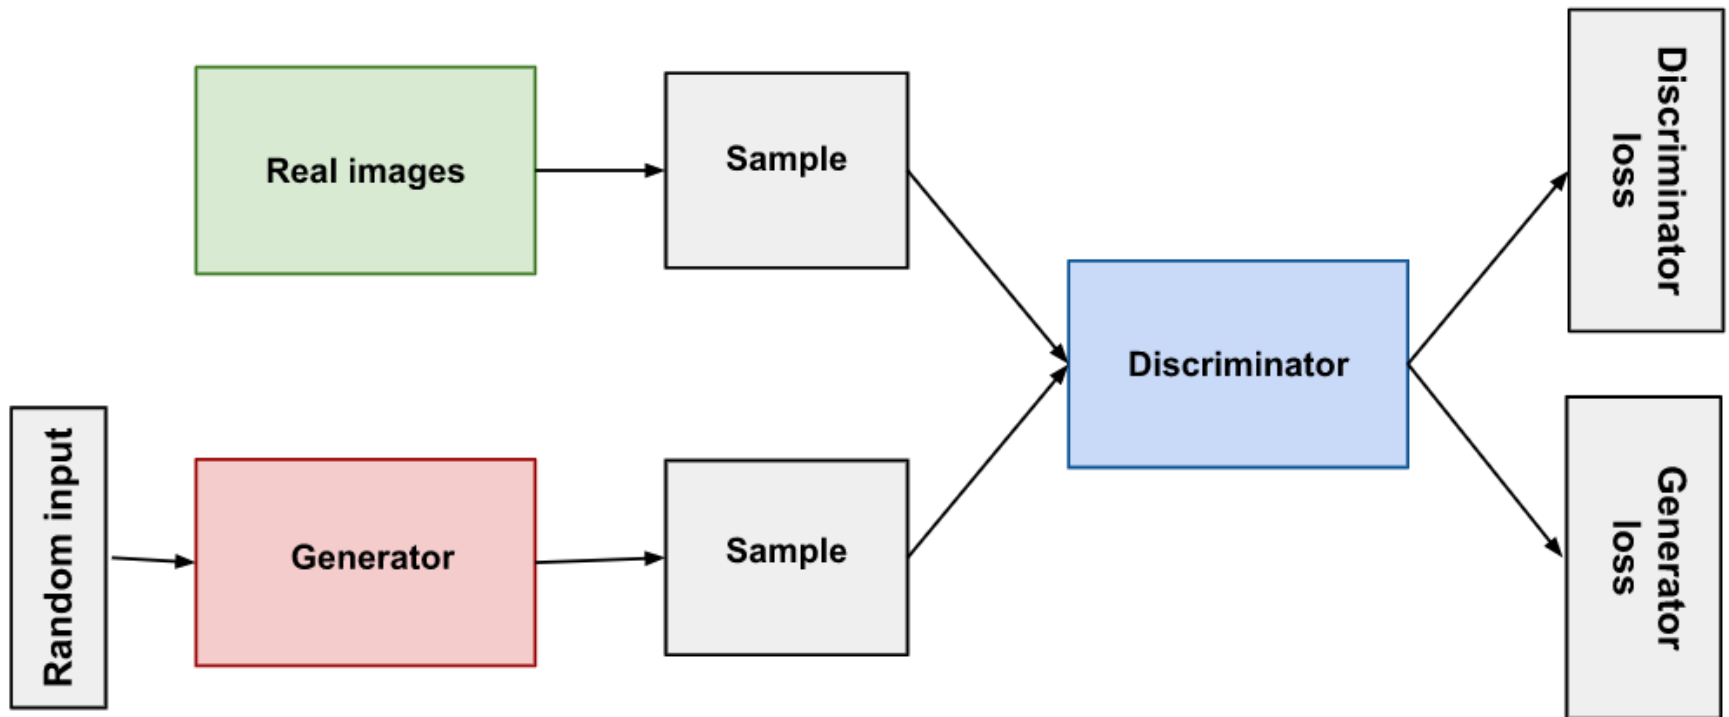 Real images
Sample
Discriminator
loss
Discriminator
Random input
Generator
Sample
Generator
loss